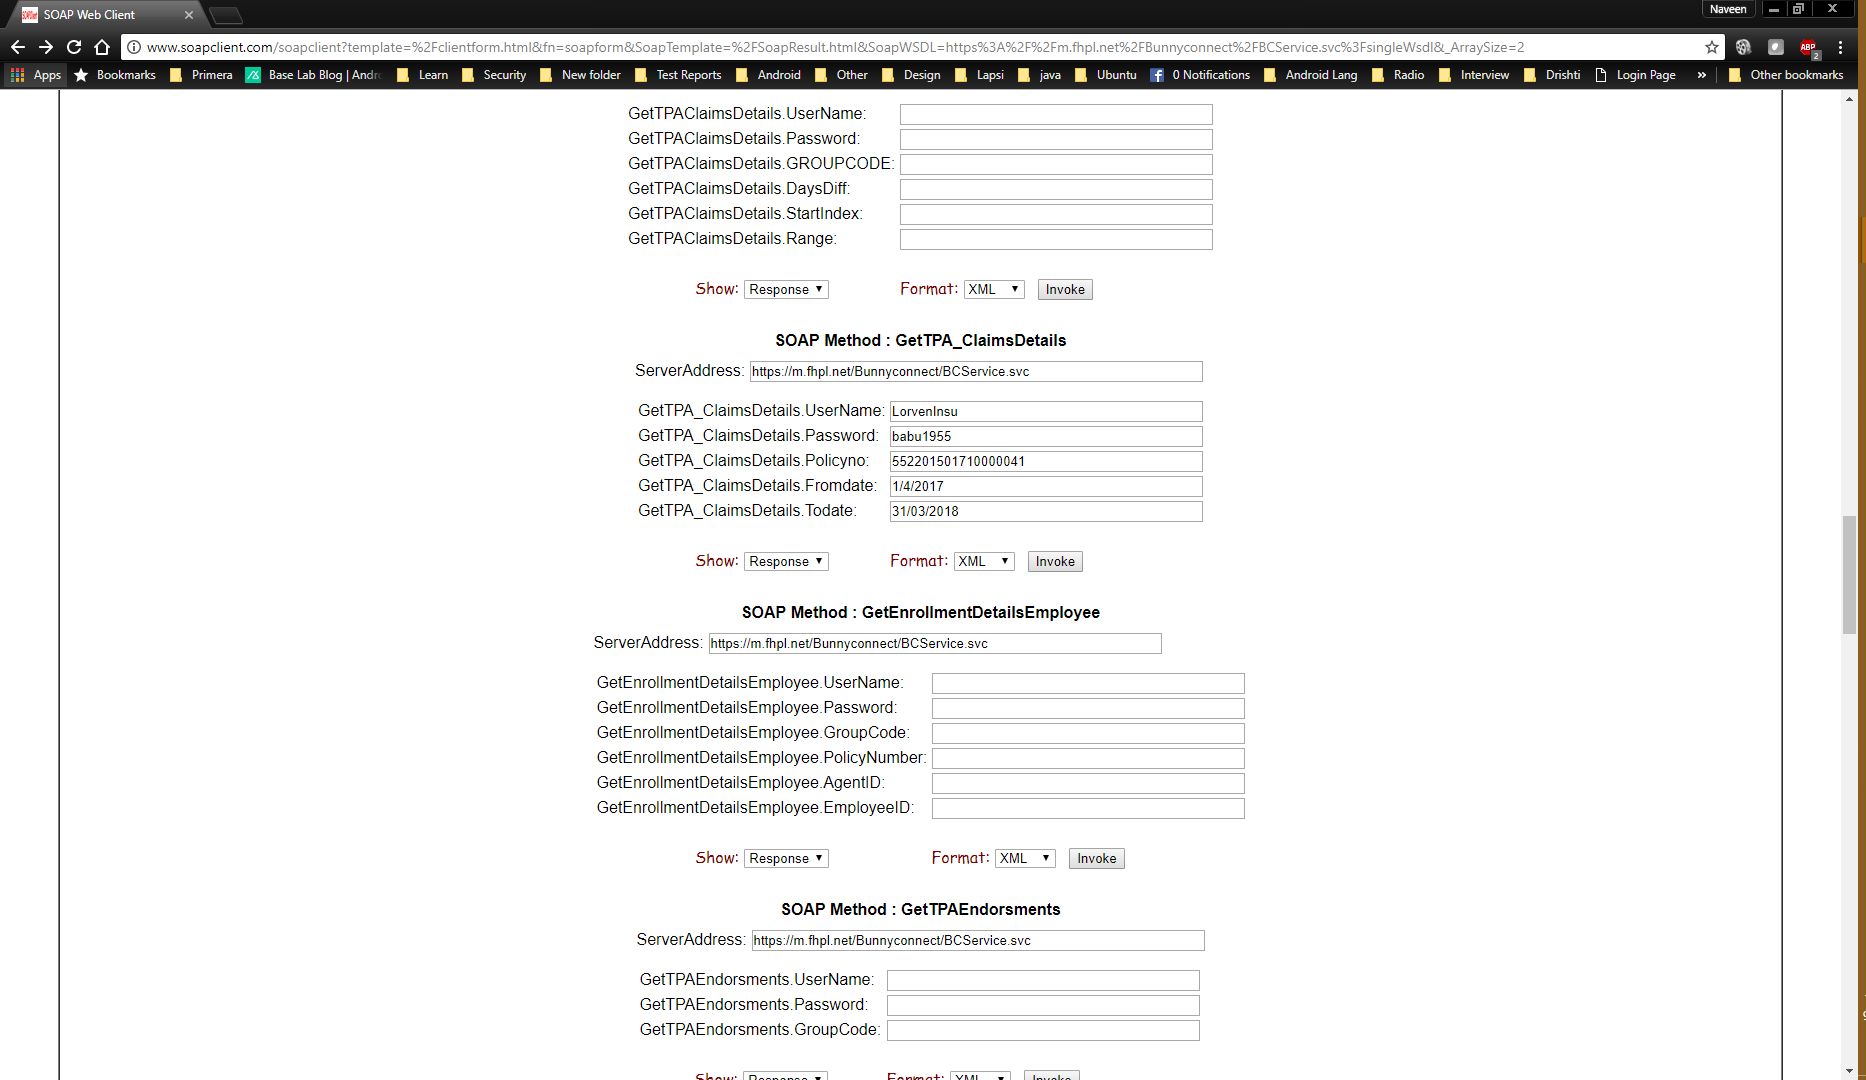 SOAP Web Client
Naveen
www.soapclient.com/soapclient?template=%2Fclientform.html&fn=soapform&SoapTemplate=%2FSoapResult.html&SoapWSDL=https%3A%2F%2Fm.fhpl.net%2FBunnyconnect%2FBCService.svc%3FsingleWsdl&_ArraySize=2
ABP 2
Apps Bookmarks Primera Base Lab Blog | Andr Learn Security New folder Test Reports Android Other Design Lapsi java Ubuntu 0 Notifications Android Lang Radio Interview Drishti Login Page » Other bookmarks
GetTPAClaimsDetails.UserName:
GetTPAClaimsDetails.Password:
GetTPAClaimsDetails.GROUPCODE:
GetTPAClaimsDetails.DaysDiff:
GetTPAClaimsDetails.StartIndex:
GetTPAClaimsDetails.Range:
Show: Response Format: XML Invoke
SOAP Method : GetTPA_ClaimsDetails
ServerAddress: https://m.fhpl.net/Bunnyconnect/BCService.svc
GetTPA_ClaimsDetails.UserName: LorvenInsu
GetTPA_ClaimsDetails.Password: babu1955
GetTPA_ClaimsDetails.Policyno: 552201501710000041
GetTPA_ClaimsDetails.Fromdate: 1/4/2017
GetTPA_ClaimsDetails.Todate: 31/03/2018
Show: Response Format: XML Invoke
SOAP Method : GetEnrollmentDetailsEmployee
ServerAddress: https://m.fhpl.net/Bunnyconnect/BCService.svc
GetEnrollmentDetailsEmployee.UserName:
GetEnrollmentDetailsEmployee.Password:
GetEnrollmentDetailsEmployee.GroupCode:
GetEnrollmentDetailsEmployee.PolicyNumber:
GetEnrollmentDetailsEmployee.AgentID:
GetEnrollmentDetailsEmployee.EmployeeID:
Show: Response Format: XML Invoke
SOAP Method : GetTPAEndorsments
ServerAddress: https://m.fhpl.net/Bunnyconnect/BCService.svc
GetTPAEndorsments.UserName:
GetTPAEndorsments.Password:
GetTPAEndorsments.GroupCode:
Show: Response Format: XML Invoke